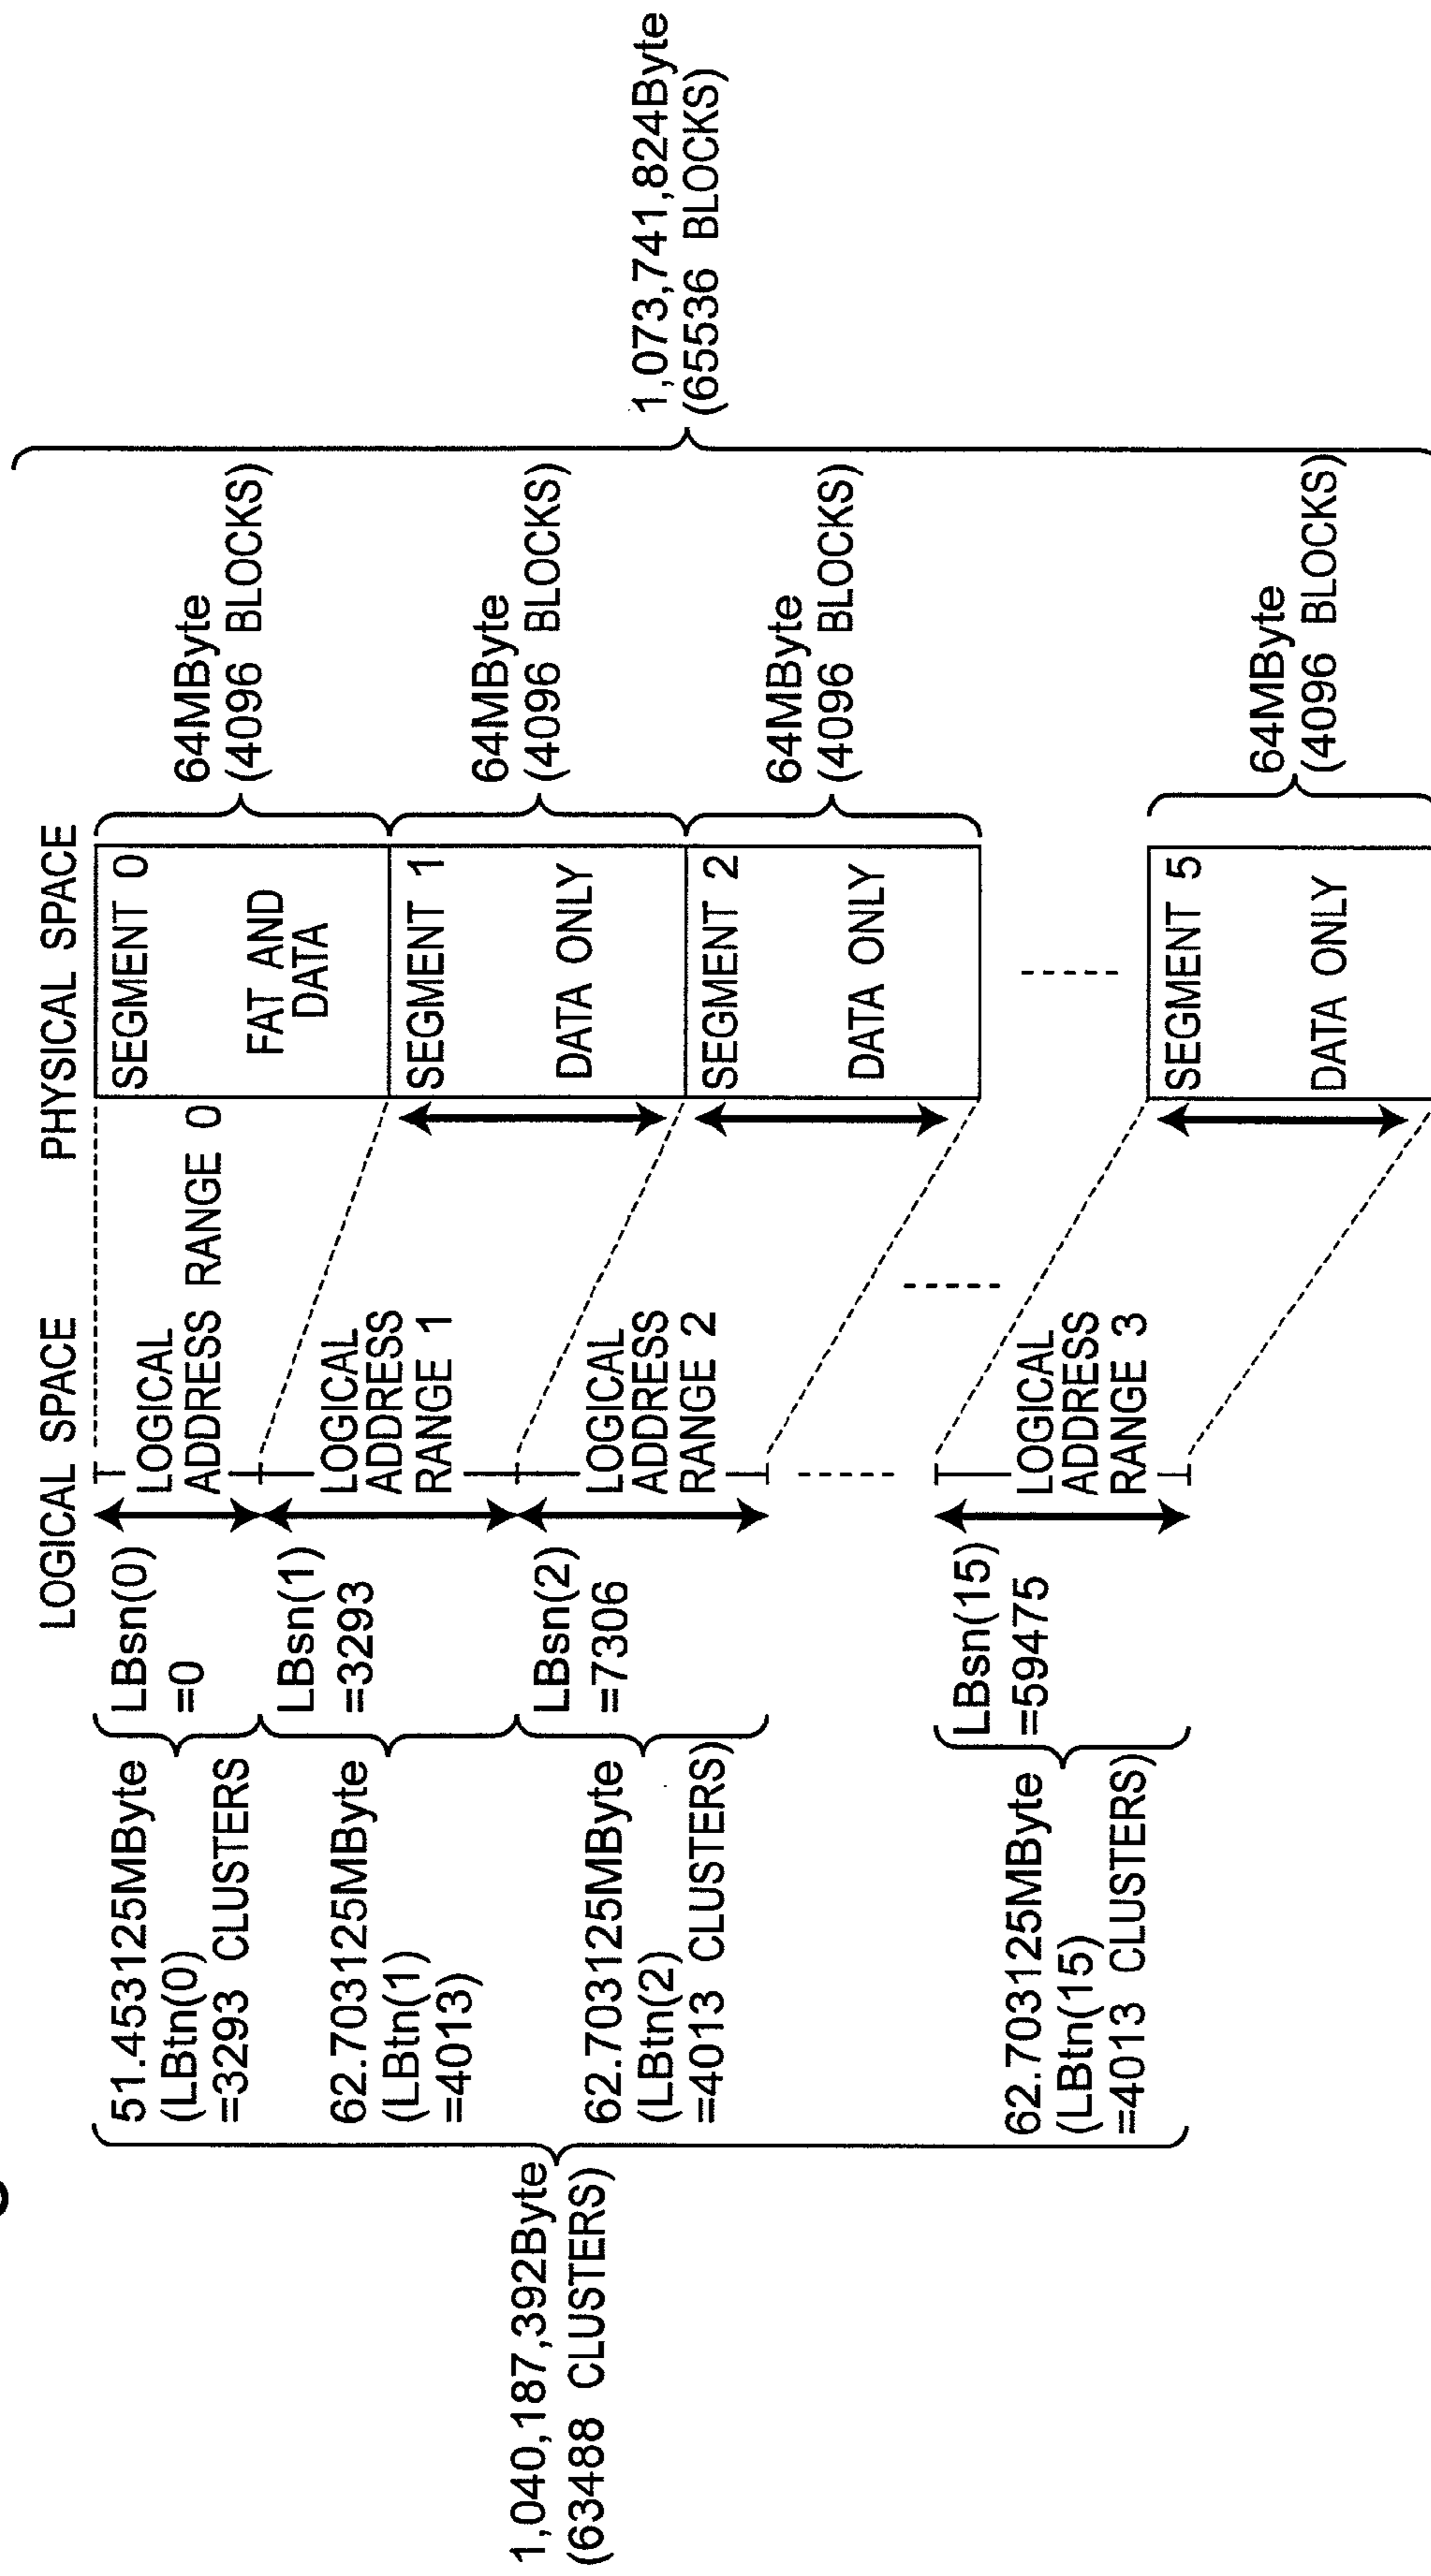 LOGICAL SPACE
PHYSICAL SPACE
1,040,187,392Byte
(63488 CLUSTERS)
51.453125MByte
(LBtn(0)
=3293 CLUSTERS
LBsn(0)
=0
LOGICAL
ADDRESS RANGE 0
SEGMENT 0
FAT AND
DATA
64MByte
(4096 BLOCKS)
62.703125MByte
(LBtn(1)
=4013)
LBsn(1)
=3293
LOGICAL
ADDRESS
RANGE 1
SEGMENT 1
DATA ONLY
64MByte
(4096 BLOCKS)
62.703125MByte
(LBtn(2)
=4013 CLUSTERS)
LBsn(2)
=7306
LOGICAL
ADDRESS
RANGE 2
SEGMENT 2
DATA ONLY
64MByte
(4096 BLOCKS)
62.703125MByte
(LBtn(15)
=4013 CLUSTERS)
LBsn(15)
=59475
LOGICAL
ADDRESS
RANGE 3
SEGMENT 5
DATA ONLY
64MByte
(4096 BLOCKS)
1,073,741,824Byte
(65536 BLOCKS)